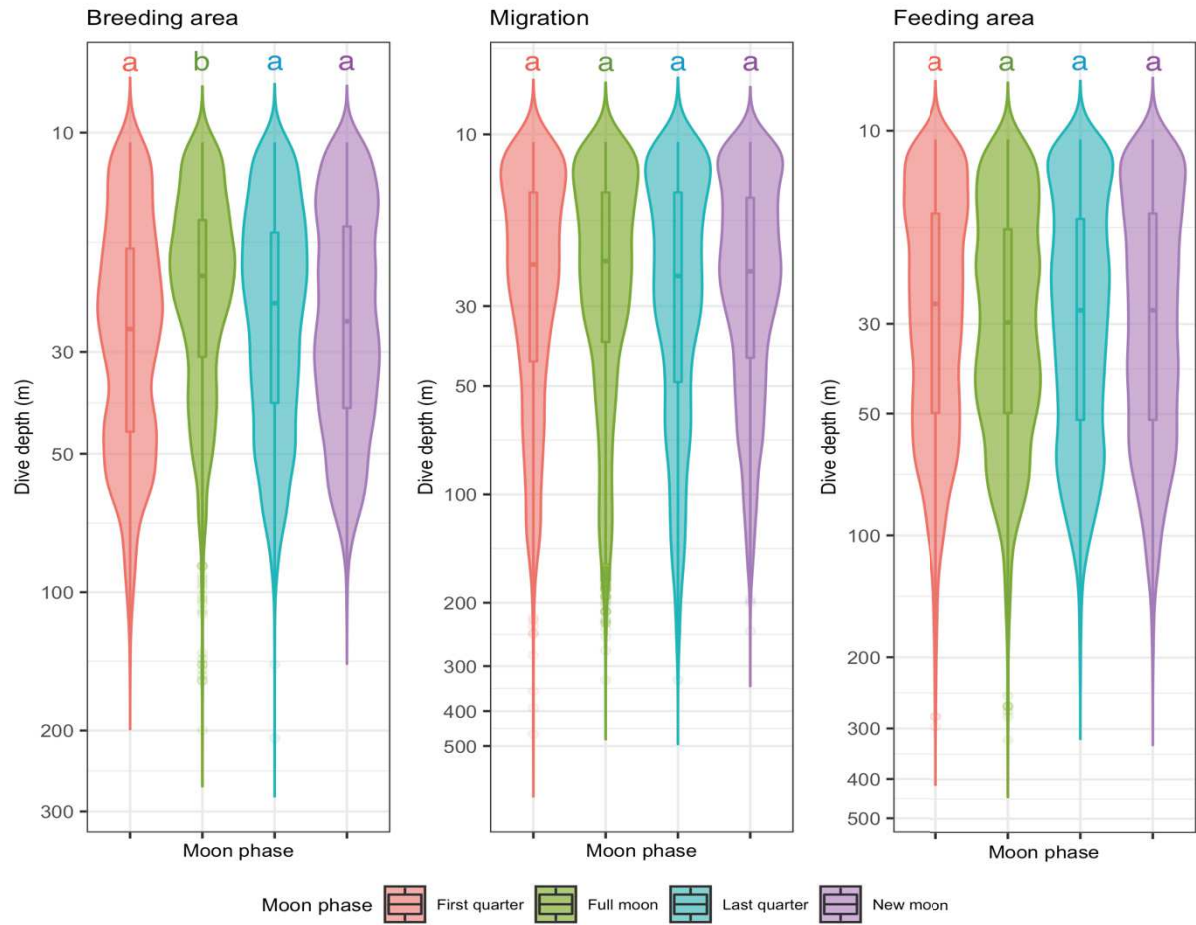 Breeding area
Migration
Feeding area
a b a a
a a a a
a a a a
Dive depth (m)
10
30
50
100
200
300
Moon phase
Dive depth (m)
10
30
50
100
200
300
400
500
Moon phase
Dive depth (m)
10
30
50
100
200
300
400
500
Moon phase
Moon phase First quarter Full moon Last quarter New moon